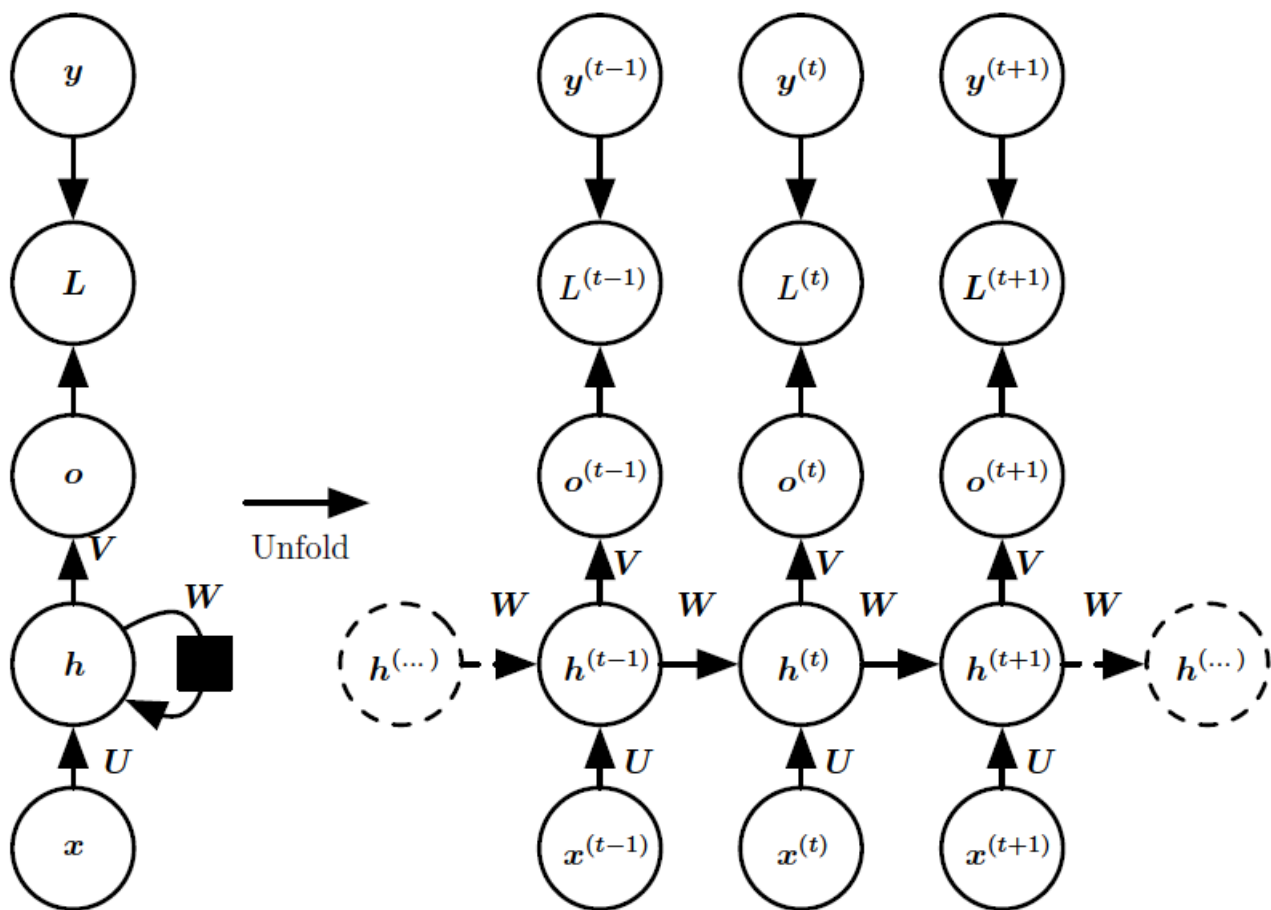 y y^(t−1) y^(t) y^(t+1)
L L^(t−1) L^(t) L^(t+1)
o o^(t−1) o^(t) o^(t+1)
Unfold
V V V V
W W W W W
h h^(...) h^(t−1) h^(t) h^(t+1) h^(...)
U U U U
x x^(t−1) x^(t) x^(t+1)